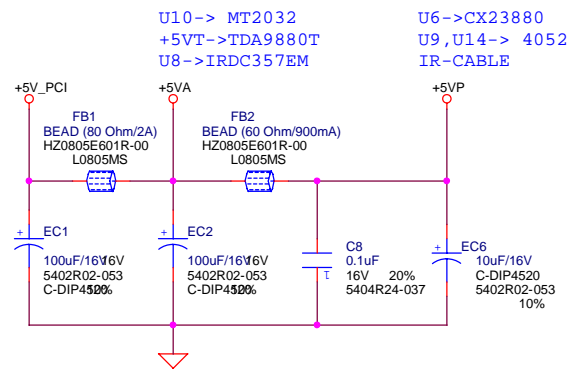 U10-> MT2032
U6->CX23880
+5VT->TDA9880T
U9,U14-> 4052
U8->IRDC357EM
IR-CABLE
+5V_PCI
+5VA
+5VP
FB1
FB2
BEAD (80 Ohm/2A)
BEAD (60 Ohm/900mA)
HZ0805E601R-00
HZ0805E601R-00
L0805MS
L0805MS
+ EC1
100uF/16V 16V
5402R02-053
C-DIP4520
+ EC2
100uF/16V 16V
5402R02-053
C-DIP4520
C8
0.1uF
16V 20%
5404R24-037
+ EC6
10uF/16V
C-DIP4520
5402R02-053
10%